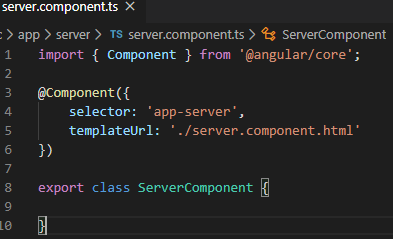 server.component.ts ×
: > app > server > TS server.component.ts > ServerComponent
1 import { Component } from '@angular/core';
2
3 @Component({
4 selector: 'app-server',
5 templateUrl: './server.component.html'
6 })
7
8 export class ServerComponent {
9
10 }